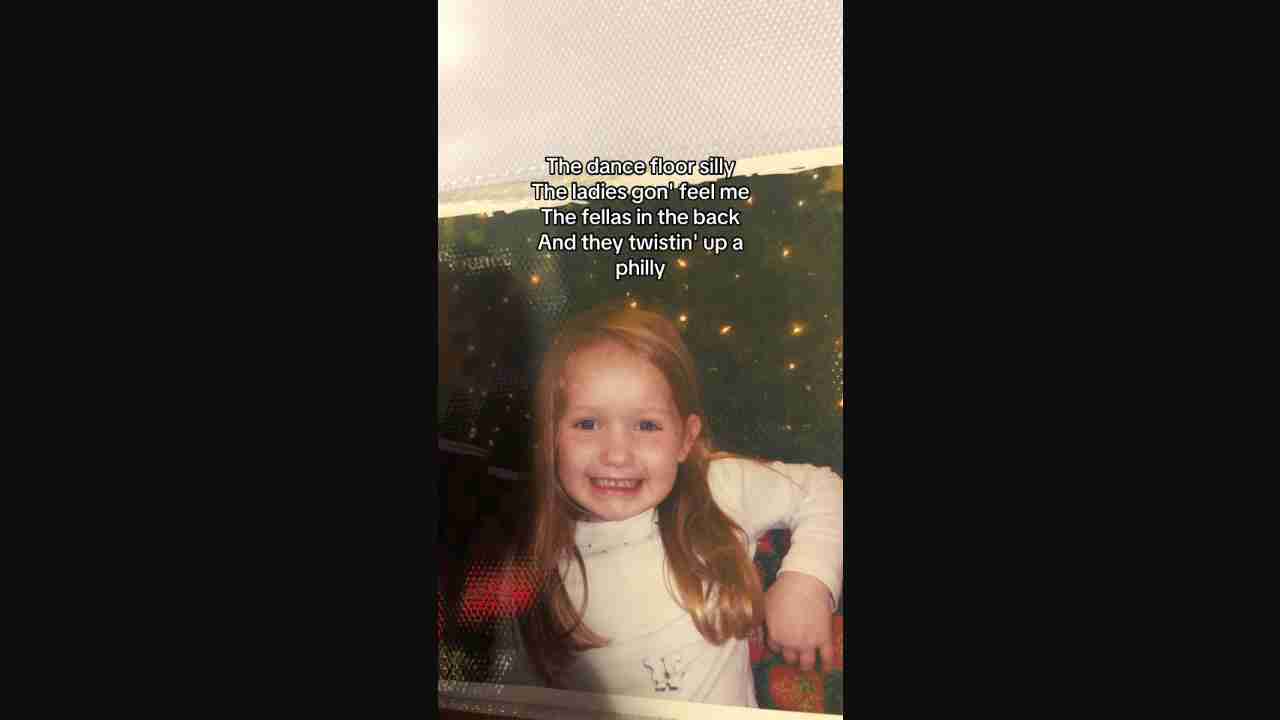 The dance floor silly
The ladies gon' feel me
The fellas in the back
And they twistin' up a
philly